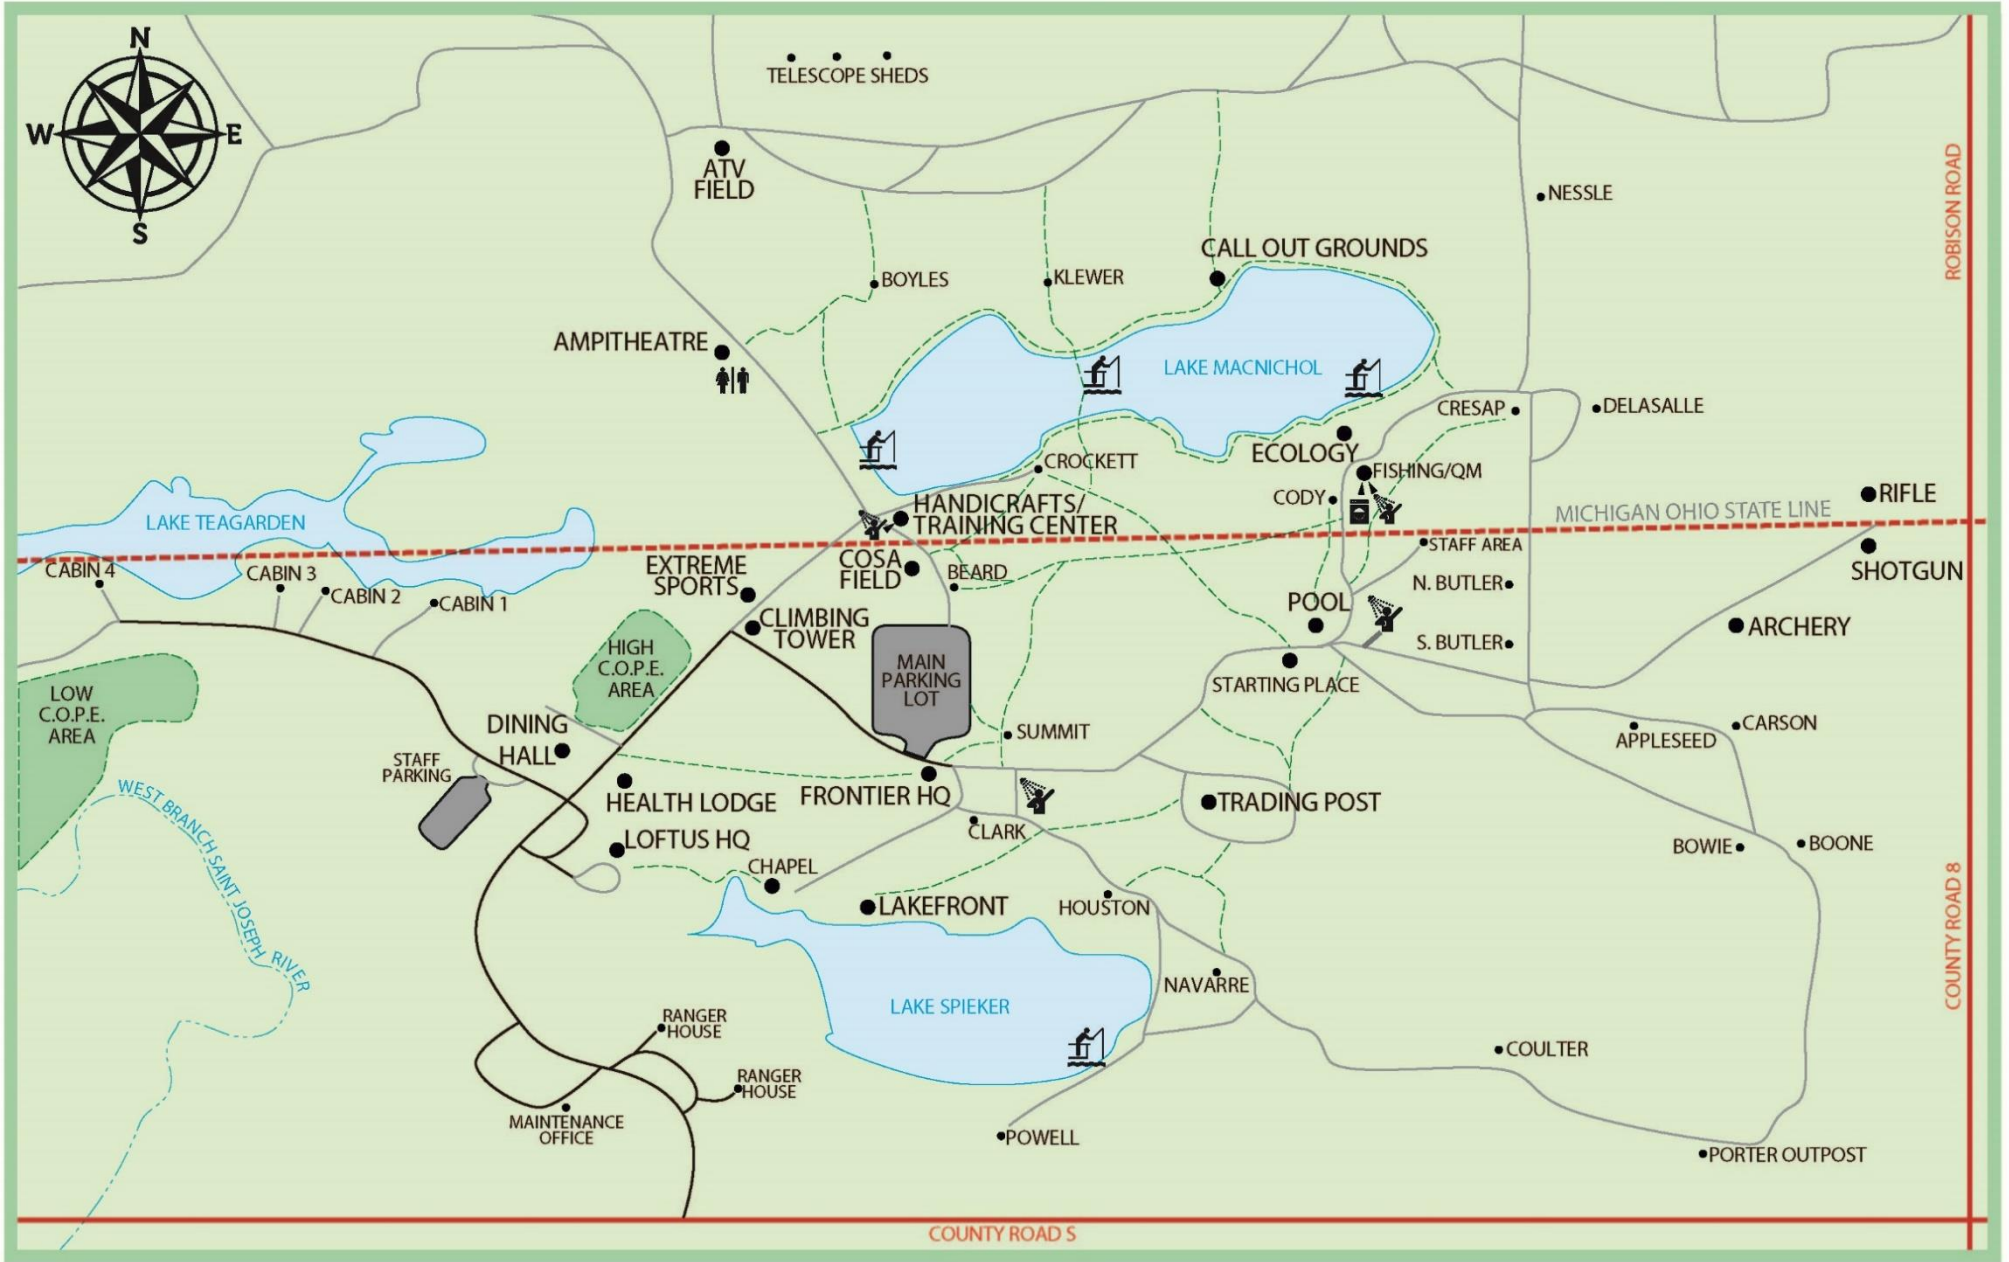 N
W
E
S
TELESCOPE SHEDS
ATV
FIELD
ROBISON ROAD
NESSLE
CALL OUT GROUNDS
BOYLES
KLEWER
AMPITHEATRE
LAKE MACNICHOL
CRESAP
DELASALLE
ECOLOGY
CROCKETT
FISHING/QM
CODY
RIFLE
HANDICRAFTS/
TRAINING CENTER
MICHIGAN OHIO STATE LINE
LAKE TEAGARDEN
STAFF AREA
COSA
FIELD
BEARD
EXTREME
SPORTS
CABIN 4
CABIN 3
CABIN 2
CABIN 1
SHOTGUN
N. BUTLER
POOL
CLIMBING
TOWER
ARCHERY
S. BUTLER
HIGH
C.O.P.E.
AREA
MAIN
PARKING
LOT
STARTING PLACE
LOW
C.O.P.E.
AREA
DINING
HALL
SUMMIT
APPLESEED
CARSON
STAFF
PARKING
HEALTH LODGE
FRONTIER HQ
TRADING POST
WEST BRANCH SAINT JOSEPH RIVER
CLARK
LOFTUS HQ
BOWIE
BOONE
CHAPEL
LAKEFRONT
HOUSTON
COUNTY ROAD 8
NAVARRE
LAKE SPIEKER
RANGER
HOUSE
COULTER
RANGER
HOUSE
MAINTENANCE
OFFICE
POWELL
PORTER OUTPOST
COUNTY ROAD S